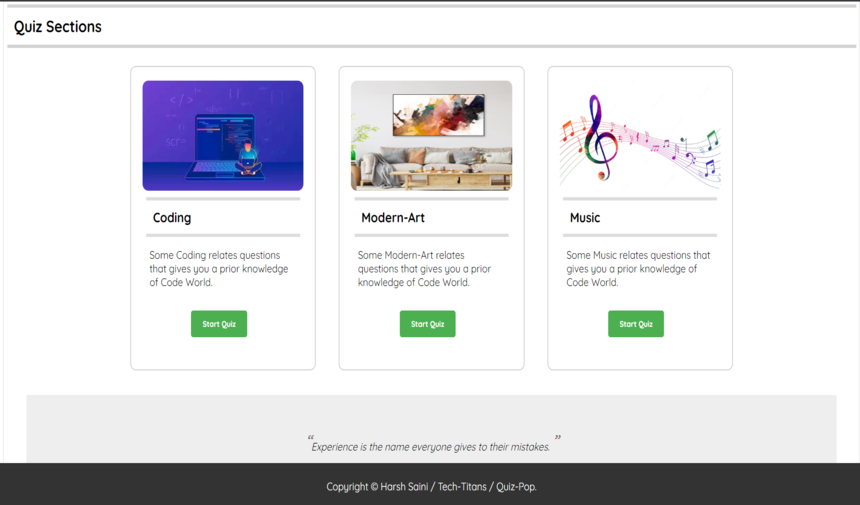 Quiz Sections
Coding
Some Coding relates questions
that gives you a prior knowledge
of Code World.
Start Quiz
Modern-Art
Some Modern-Art relates
questions that gives you a prior
knowledge of Code World.
Start Quiz
Music
Some Music relates questions that
gives you a prior knowledge of
Code World.
Start Quiz
“Experience is the name everyone gives to their mistakes.”
Copyright © Harsh Saini / Tech-Titans / Quiz-Pop.